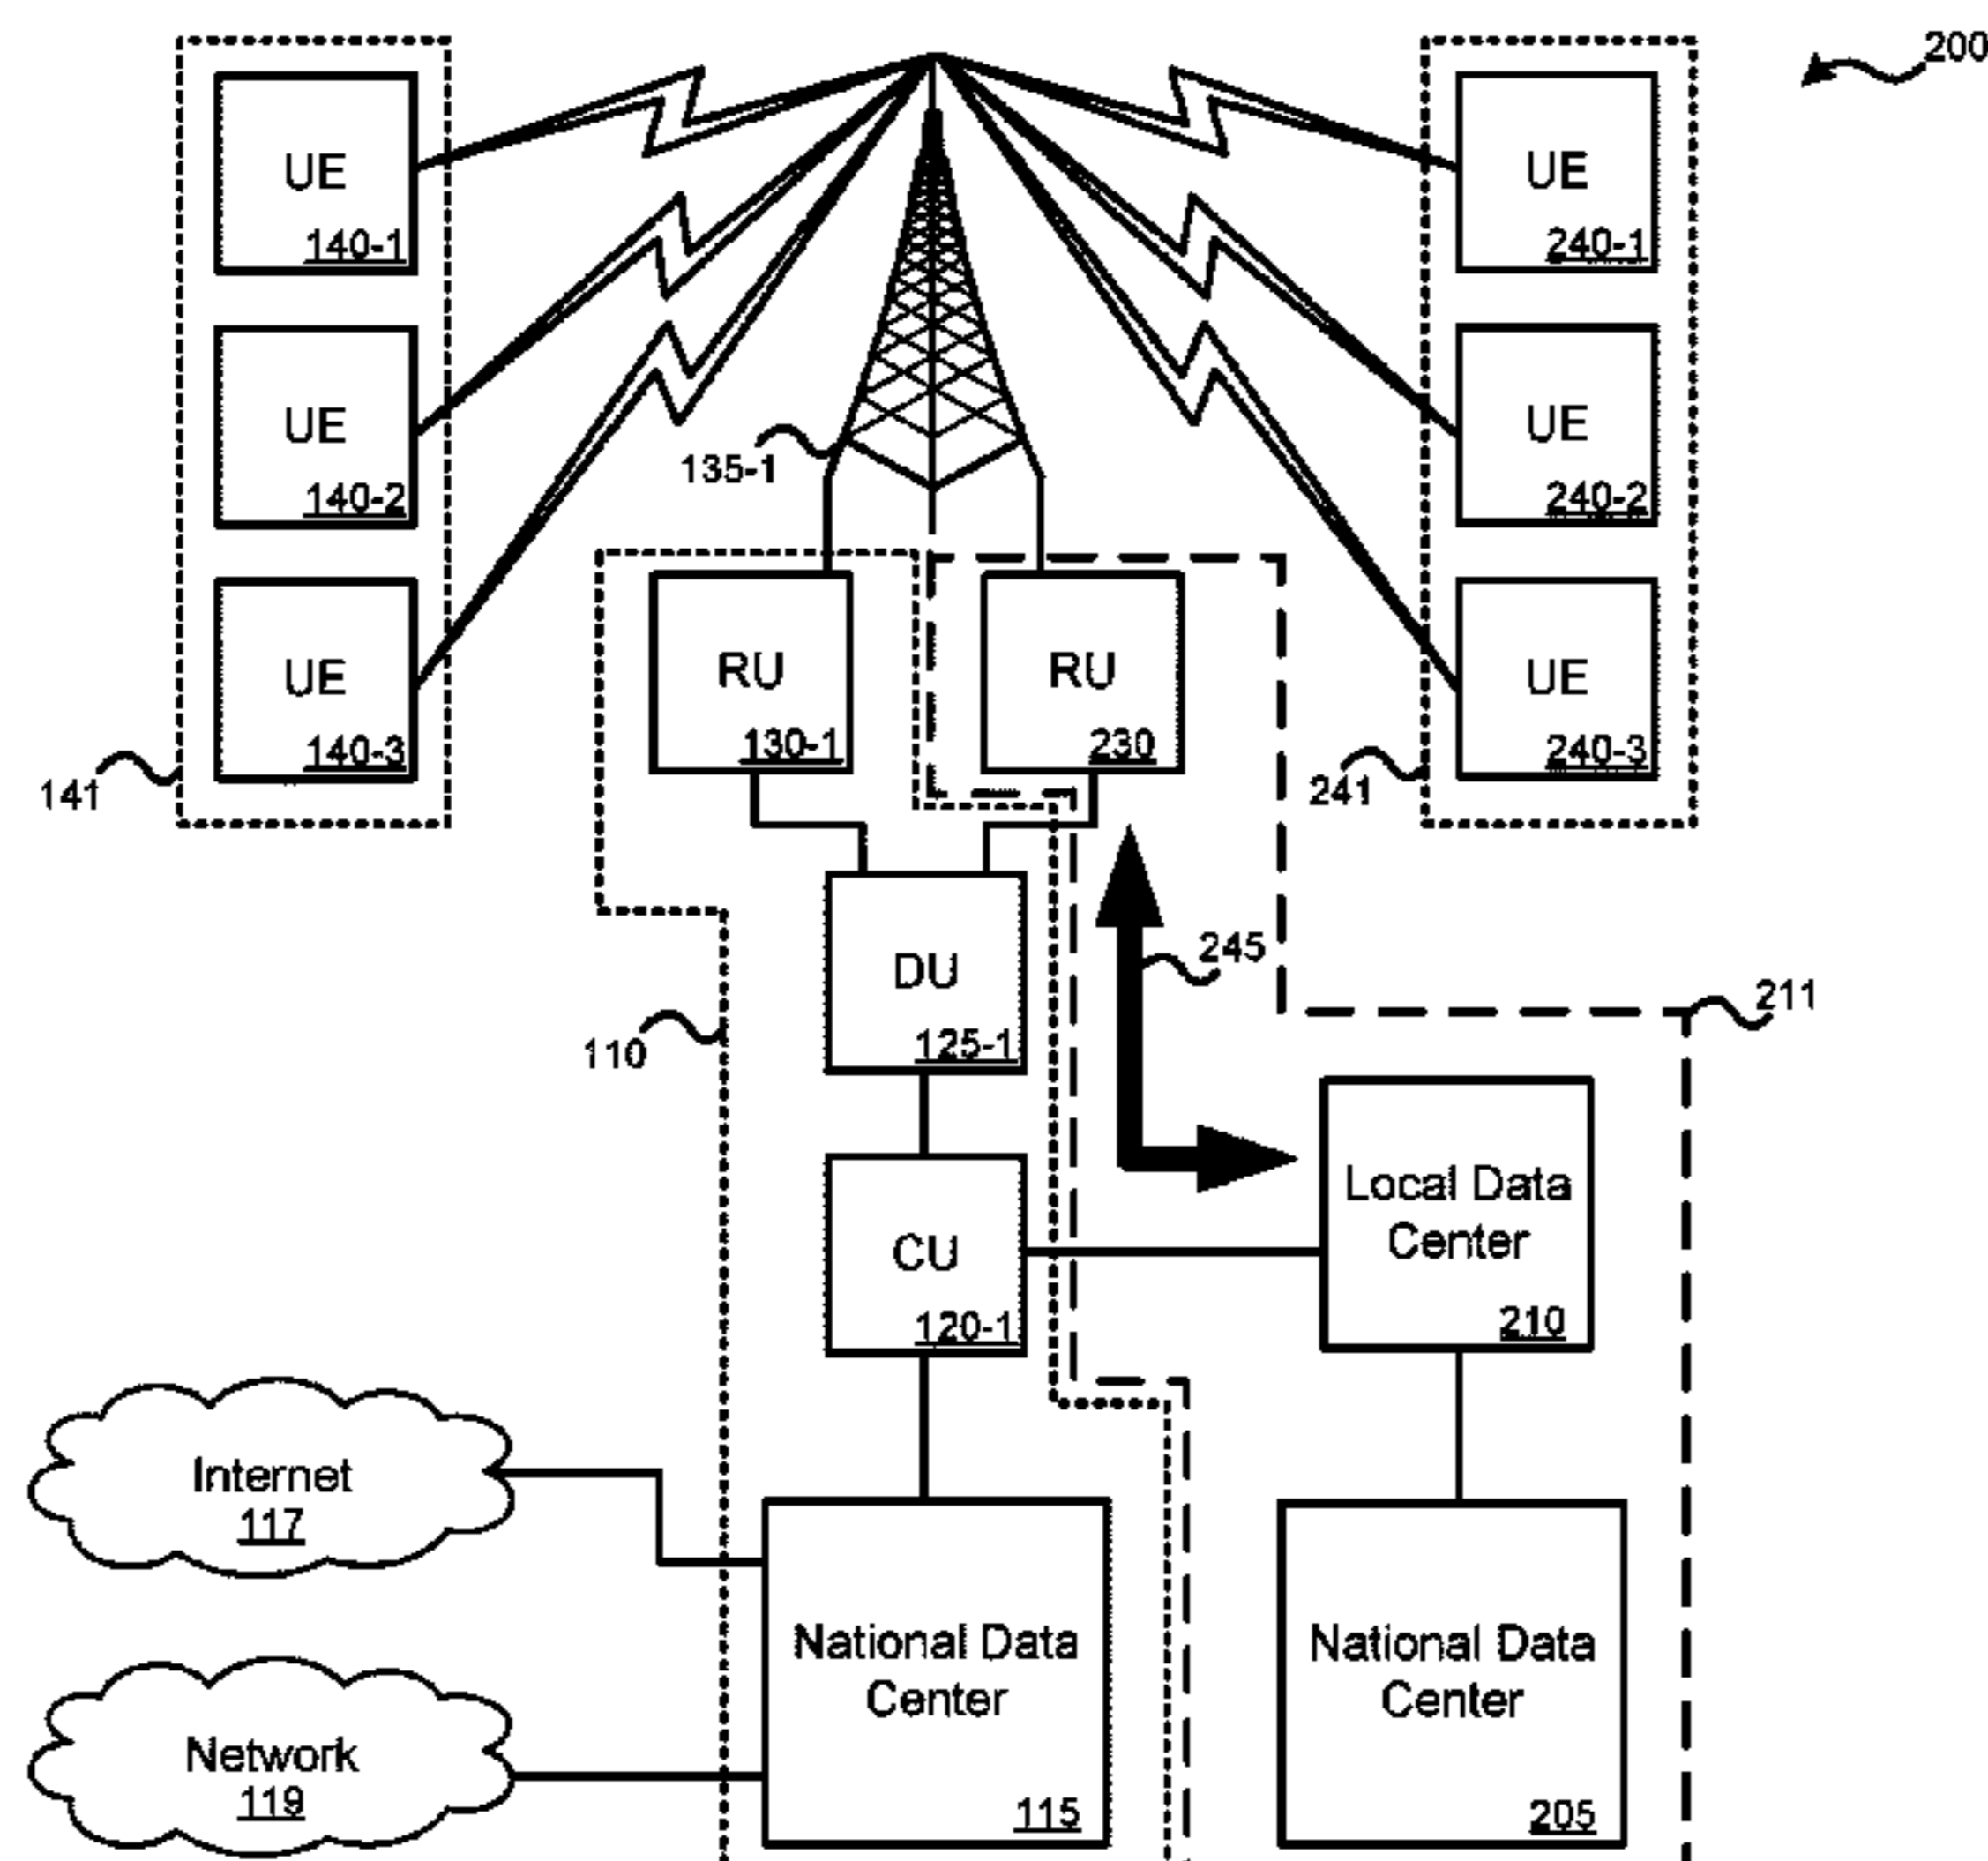 200
UE
140-1
UE
240-1
UE
140-2
UE
240-2
135-1
UE
140-3
RU
130-1
RU
230
UE
240-3
141
241
DU
125-1
245
211
110
Local Data
Center
210
CU
120-1
Internet
117
National Data
Center
115
National Data
Center
205
Network
119